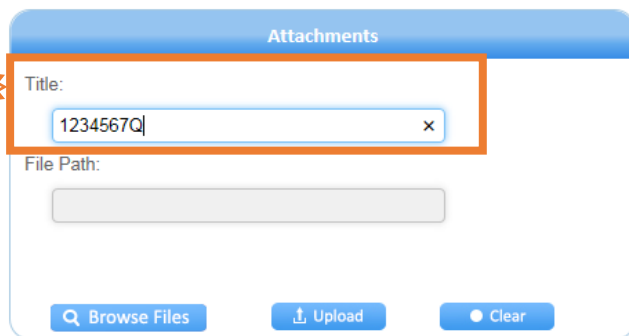 Attachments
Title:
1234567Q
File Path:
Browse Files Upload Clear